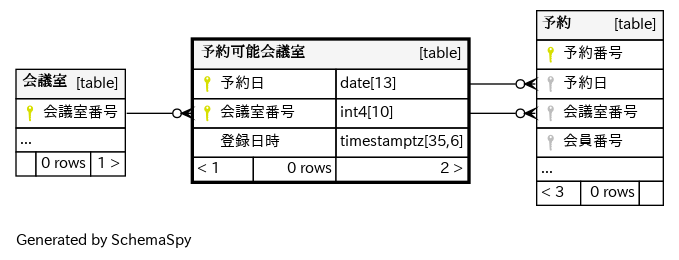 会議室 [table]
会議室番号
...
0 rows 1 >
予約可能会議室 [table]
予約日 date[13]
会議室番号 int4[10]
登録日時 timestamptz[35,6]
< 1 0 rows 2 >
予約 [table]
予約番号
予約日
会議室番号
会員番号
...
< 3 0 rows
Generated by SchemaSpy